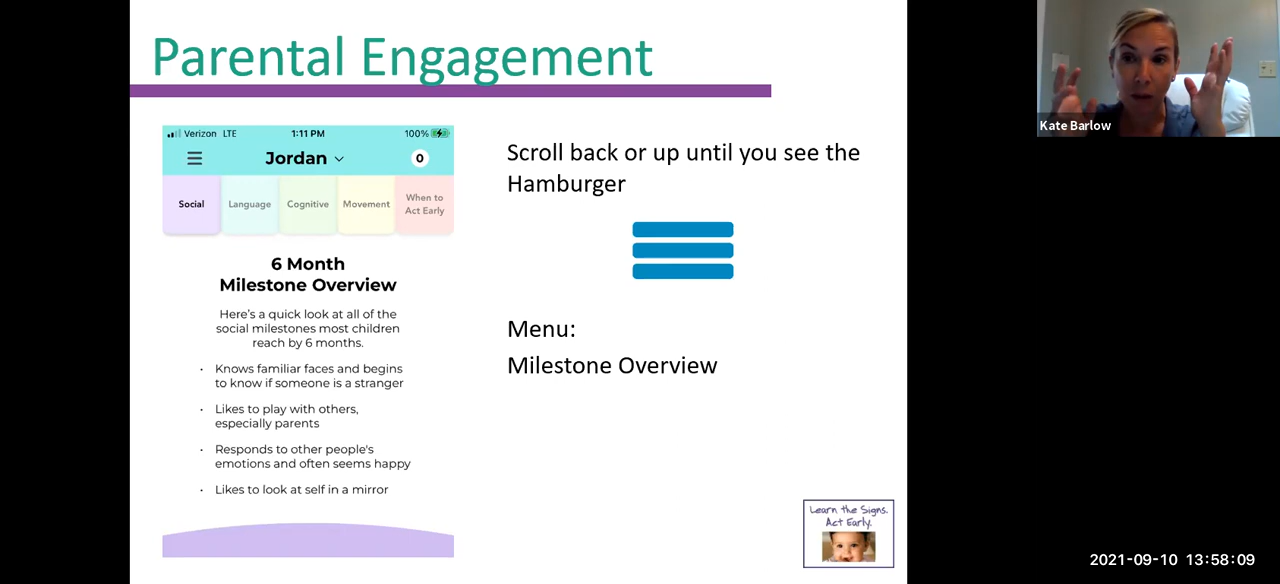 Parental Engagement
Verizon LTE 1:11 PM 100%
Jordan 0
Social Language Cognitive Movement When to
Act Early
6 Month
Milestone Overview
Here's a quick look at all of the
social milestones most children
reach by 6 months.
· Knows familiar faces and begins
to know if someone is a stranger
· Likes to play with others,
especially parents
· Responds to other people's
emotions and often seems happy
· Likes to look at self in a mirror
Scroll back or up until you see the
Hamburger
Menu:
Milestone Overview
Learn the Signs.
Act Early.
Kate Barlow
2021-09-10 13:58:09